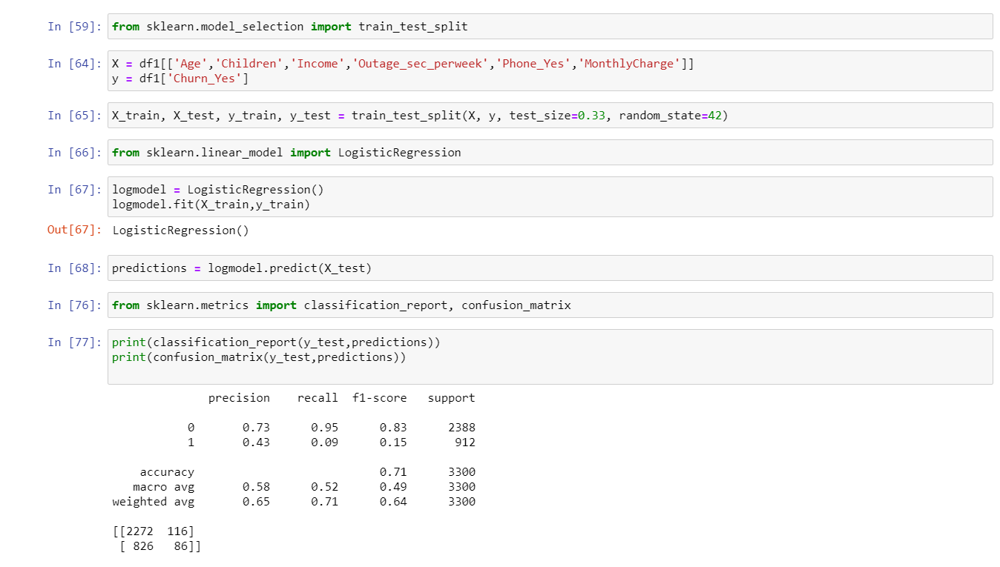 In [59]: from sklearn.model_selection import train_test_split
In [64]: X = df1[['Age','Children','Income','Outage_sec_perweek','Phone_Yes','MonthlyCharge']]
y = df1['Churn_Yes']
In [65]: X_train, X_test, y_train, y_test = train_test_split(X, y, test_size=0.33, random_state=42)
In [66]: from sklearn.linear_model import LogisticRegression
In [67]: logmodel = LogisticRegression()
logmodel.fit(X_train,y_train)
Out[67]: LogisticRegression()
In [68]: predictions = logmodel.predict(X_test)
In [76]: from sklearn.metrics import classification_report, confusion_matrix
In [77]: print(classification_report(y_test,predictions))
print(confusion_matrix(y_test,predictions))
precision recall f1-score support
0 0.73 0.95 0.83 2388
1 0.43 0.09 0.15 912
accuracy 0.71 3300
macro avg 0.58 0.52 0.49 3300
weighted avg 0.65 0.71 0.64 3300
[[2272 116]
[ 826 86]]